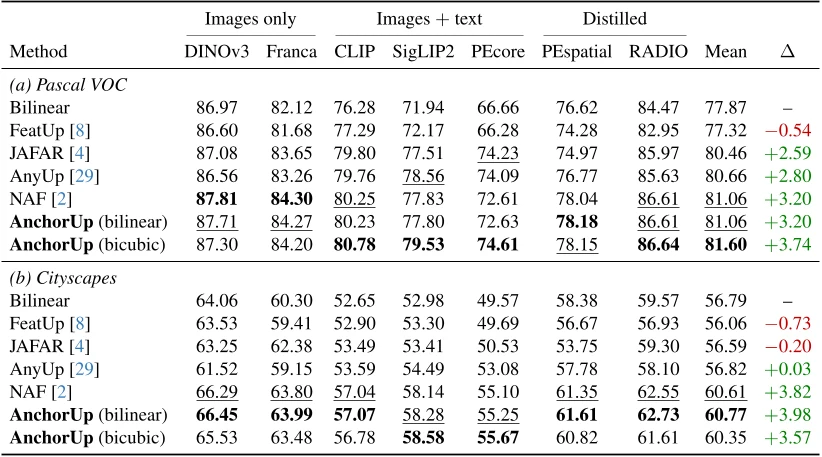 Images only Images + text Distilled
Method DINOv3 Franca CLIP SigLIP2 PEcore PEspatial RADIO Mean Δ
(a) Pascal VOC
Bilinear 86.97 82.12 76.28 71.94 66.66 76.62 84.47 77.87 –
FeatUp [8] 86.60 81.68 77.29 72.17 66.28 74.28 82.95 77.32 −0.54
JAFAR [4] 87.08 83.65 79.80 77.51 74.23 74.97 85.97 80.46 +2.59
AnyUp [29] 86.56 83.26 79.76 78.56 74.09 76.77 85.63 80.66 +2.80
NAF [2] 87.81 84.30 80.25 77.83 72.61 78.04 86.61 81.06 +3.20
AnchorUp (bilinear) 87.71 84.27 80.23 77.80 72.63 78.18 86.61 81.06 +3.20
AnchorUp (bicubic) 87.30 84.20 80.78 79.53 74.61 78.15 86.64 81.60 +3.74
(b) Cityscapes
Bilinear 64.06 60.30 52.65 52.98 49.57 58.38 59.57 56.79 –
FeatUp [8] 63.53 59.41 52.90 53.30 49.69 56.67 56.93 56.06 −0.73
JAFAR [4] 63.25 62.38 53.49 53.41 50.53 53.75 59.30 56.59 −0.20
AnyUp [29] 61.52 59.15 53.59 54.49 53.08 57.78 58.10 56.82 +0.03
NAF [2] 66.29 63.80 57.04 58.14 55.10 61.35 62.55 60.61 +3.82
AnchorUp (bilinear) 66.45 63.99 57.07 58.28 55.25 61.61 62.73 60.77 +3.98
AnchorUp (bicubic) 65.53 63.48 56.78 58.58 55.67 60.82 61.61 60.35 +3.57